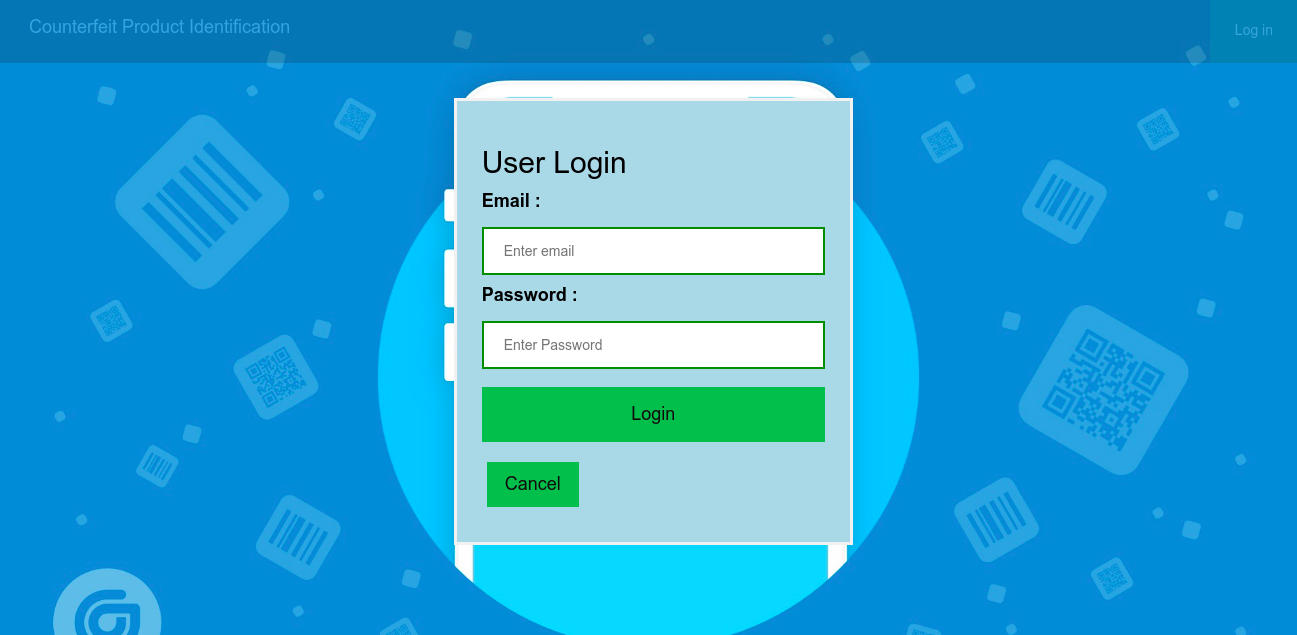 Counterfeit Product Identification
Log in
User Login
Email :
Enter email
Password :
Enter Password
Login
Cancel